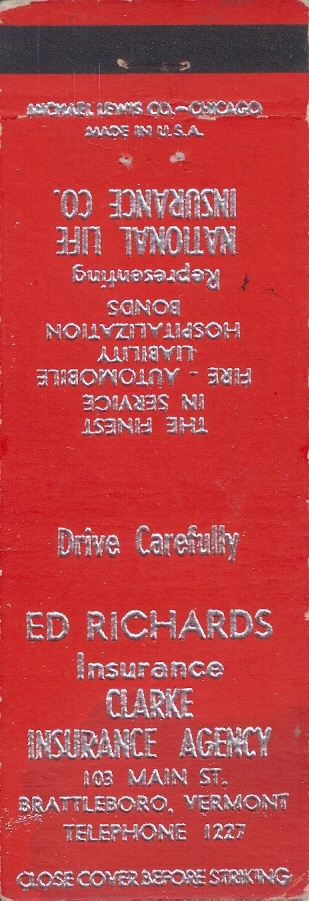 MICHAEL LEWIS CO.—CHICAGO
MADE IN U.S.A.
THE FINEST
IN SERVICE
FIRE - AUTOMOBILE
LIABILITY
HOSPITALIZATION
BONDS
Representing
NATIONAL LIFE
INSURANCE CO.
Drive Carefully
ED RICHARDS
Insurance
CLARKE
INSURANCE AGENCY
103 MAIN ST.
BRATTLEBORO, VERMONT
TELEPHONE 1227
CLOSE COVER BEFORE STRIKING